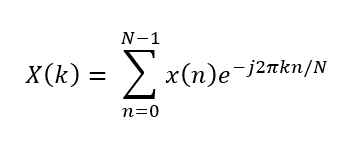 X(k) = ∑_{n=0}^{N-1} x(n)e^{-j2πkn/N}